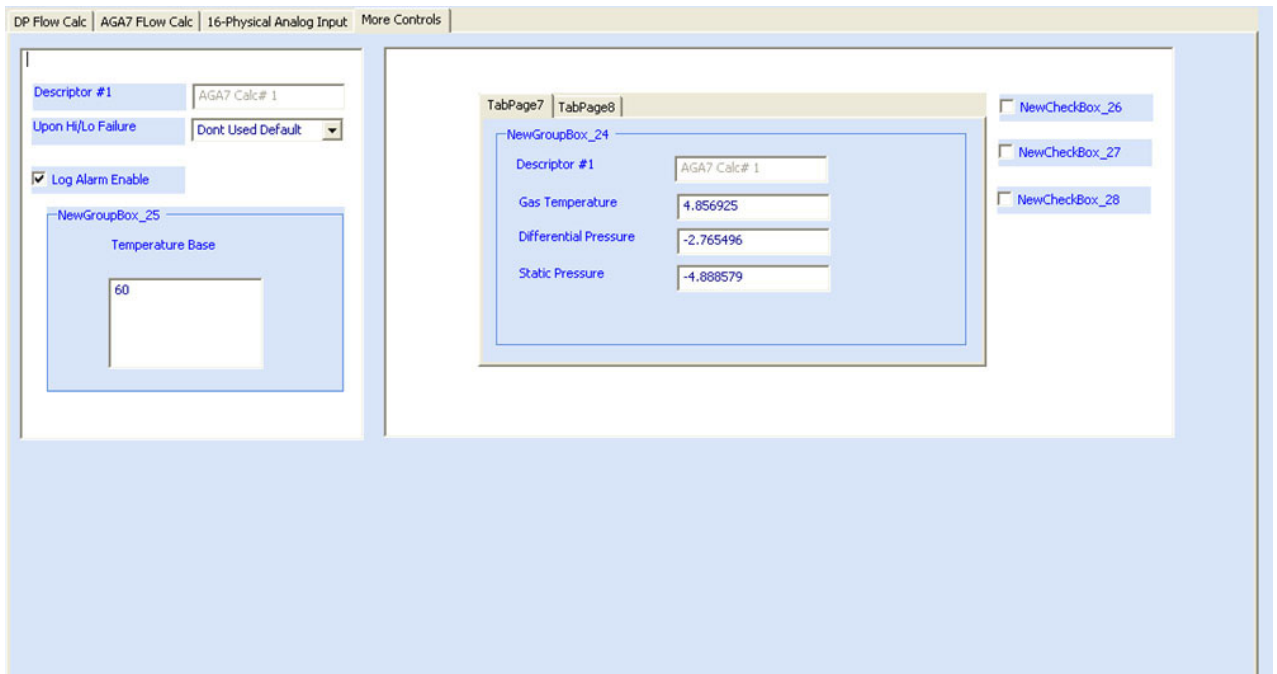 DP Flow Calc AGA7 FLow Calc 16-Physical Analog Input More Controls
Descriptor #1 AGA7 Calc# 1
Upon Hi/Lo Failure Dont Used Default
Log Alarm Enable
NewGroupBox_25
Temperature Base
60
TabPage7 TabPage8
NewGroupBox_24
Descriptor #1 AGA7 Calc# 1
Gas Temperature 4.856925
Differential Pressure -2.765496
Static Pressure -4.888579
NewCheckBox_26
NewCheckBox_27
NewCheckBox_28